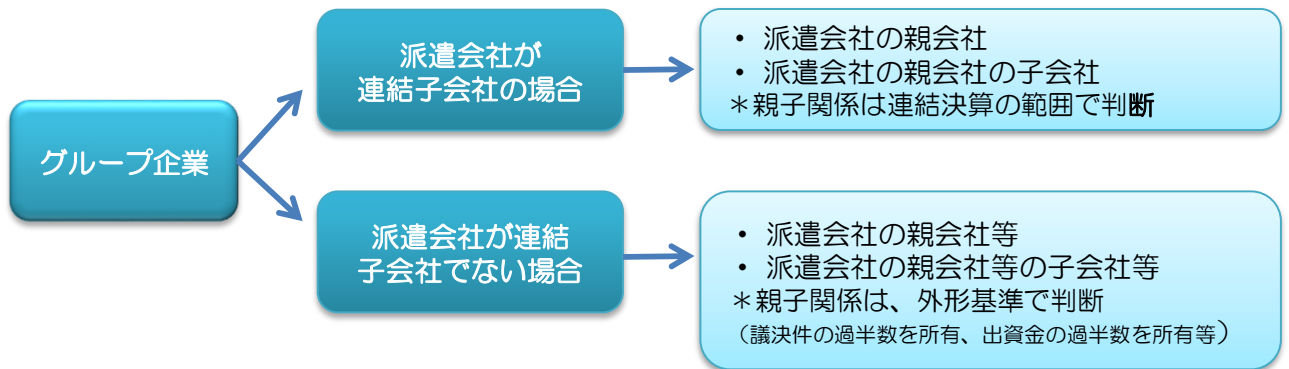 グループ企業
派遣会社が
連結子会社の場合
・ 派遣会社の親会社
・ 派遣会社の親会社の子会社
＊親子関係は連結決算の範囲で判断
派遣会社が連結
子会社でない場合
・ 派遣会社の親会社等
・ 派遣会社の親会社等の子会社等
＊親子関係は、外形基準で判断
（議決件の過半数を所有、出資金の過半数を所有等）